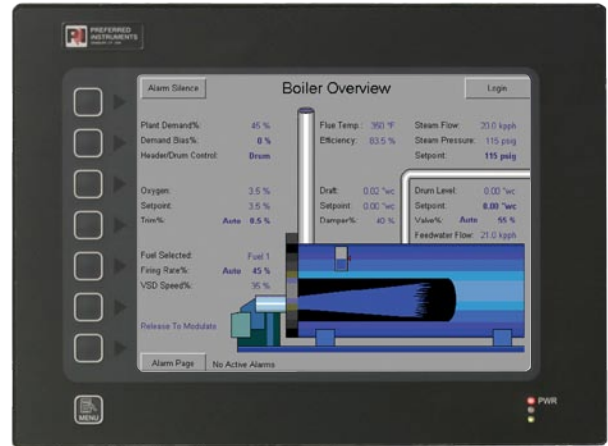 PREFERRED
INSTRUMENTS
Alarm Silence
Boiler Overview
Login
Plant Demand%: 45 %
Demand Bias%: 0 %
Header/Drum Control: Drum
Flue Temp.: 350 °F
Efficiency: 83.5 %
Steam Flow: 20.0 kpph
Steam Pressure: 115 psig
Setpoint: 115 psig
Oxygen: 3.5 %
Setpoint: 3.5 %
Trim%: Auto 0.5 %
Draft: 0.02 "wc
Setpoint: 0.00 "wc
Damper%: 40 %
Drum Level: 0.00 "wc
Setpoint: 0.00 "wc
Valve%: Auto 55 %
Feedwater Flow: 21.0 kpph
Fuel Selected: Fuel 1
Firing Rate%: Auto 45 %
VSD Speed%: 35 %
Release To Modulate
Alarm Page
No Active Alarms
MENU
PWR